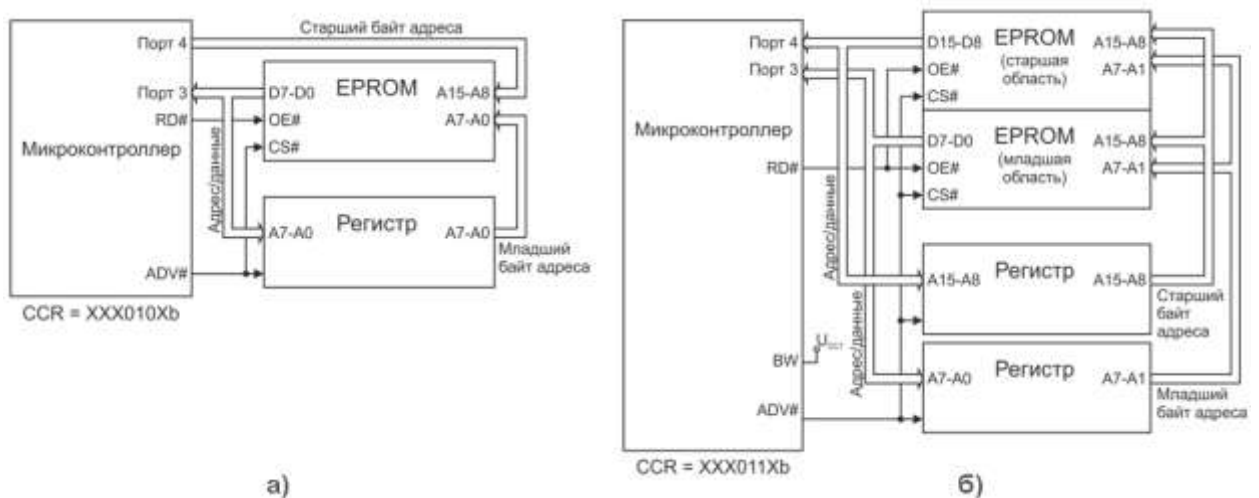 Старший байт адреса
Порт 4
Порт 3
RD#
Микроконтроллер
ADV#
D7-D0
EPROM
A15-A8
OE#
A7-A0
CS#
Адрес/данные
A7-A0
Регистр
A7-A0
Младший
байт адреса
CCR = XXX010Xb
а)
Порт 4
Порт 3
Микроконтроллер
RD#
BW
ADV#
D15-D8
EPROM
A15-A8
OE#
(старшая
область)
A7-A1
CS#
D7-D0
EPROM
A15-A8
OE#
(младшая
область)
A7-A1
CS#
Адрес/данные
Адрес/данные
A15-A8
Регистр
A15-A8
Старший
байт
адреса
A7-A0
Регистр
A7-A1
Младший
байт адреса
CCR = XXX011Xb
б)